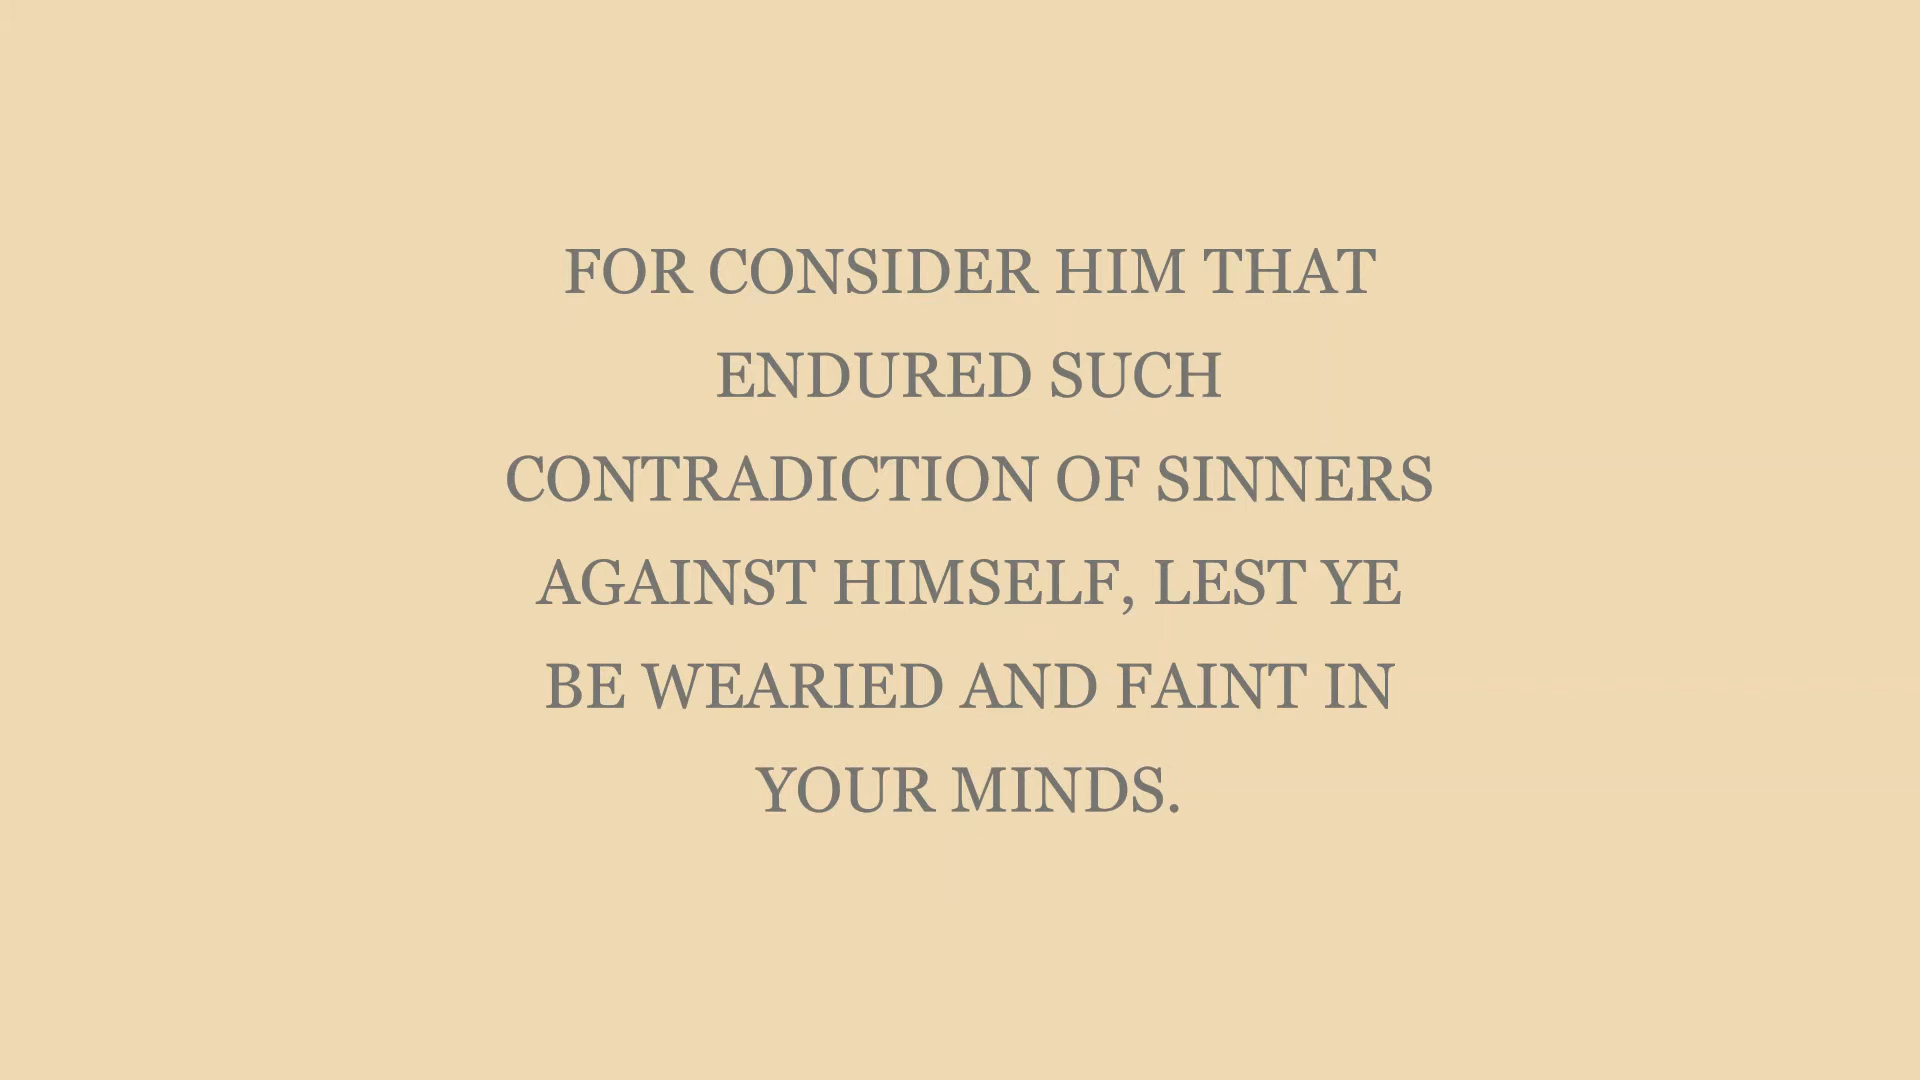 FOR CONSIDER HIM THAT
ENDURED SUCH
CONTRADICTION OF SINNERS
AGAINST HIMSELF, LEST YE
BE WEARIED AND FAINT IN
YOUR MINDS.